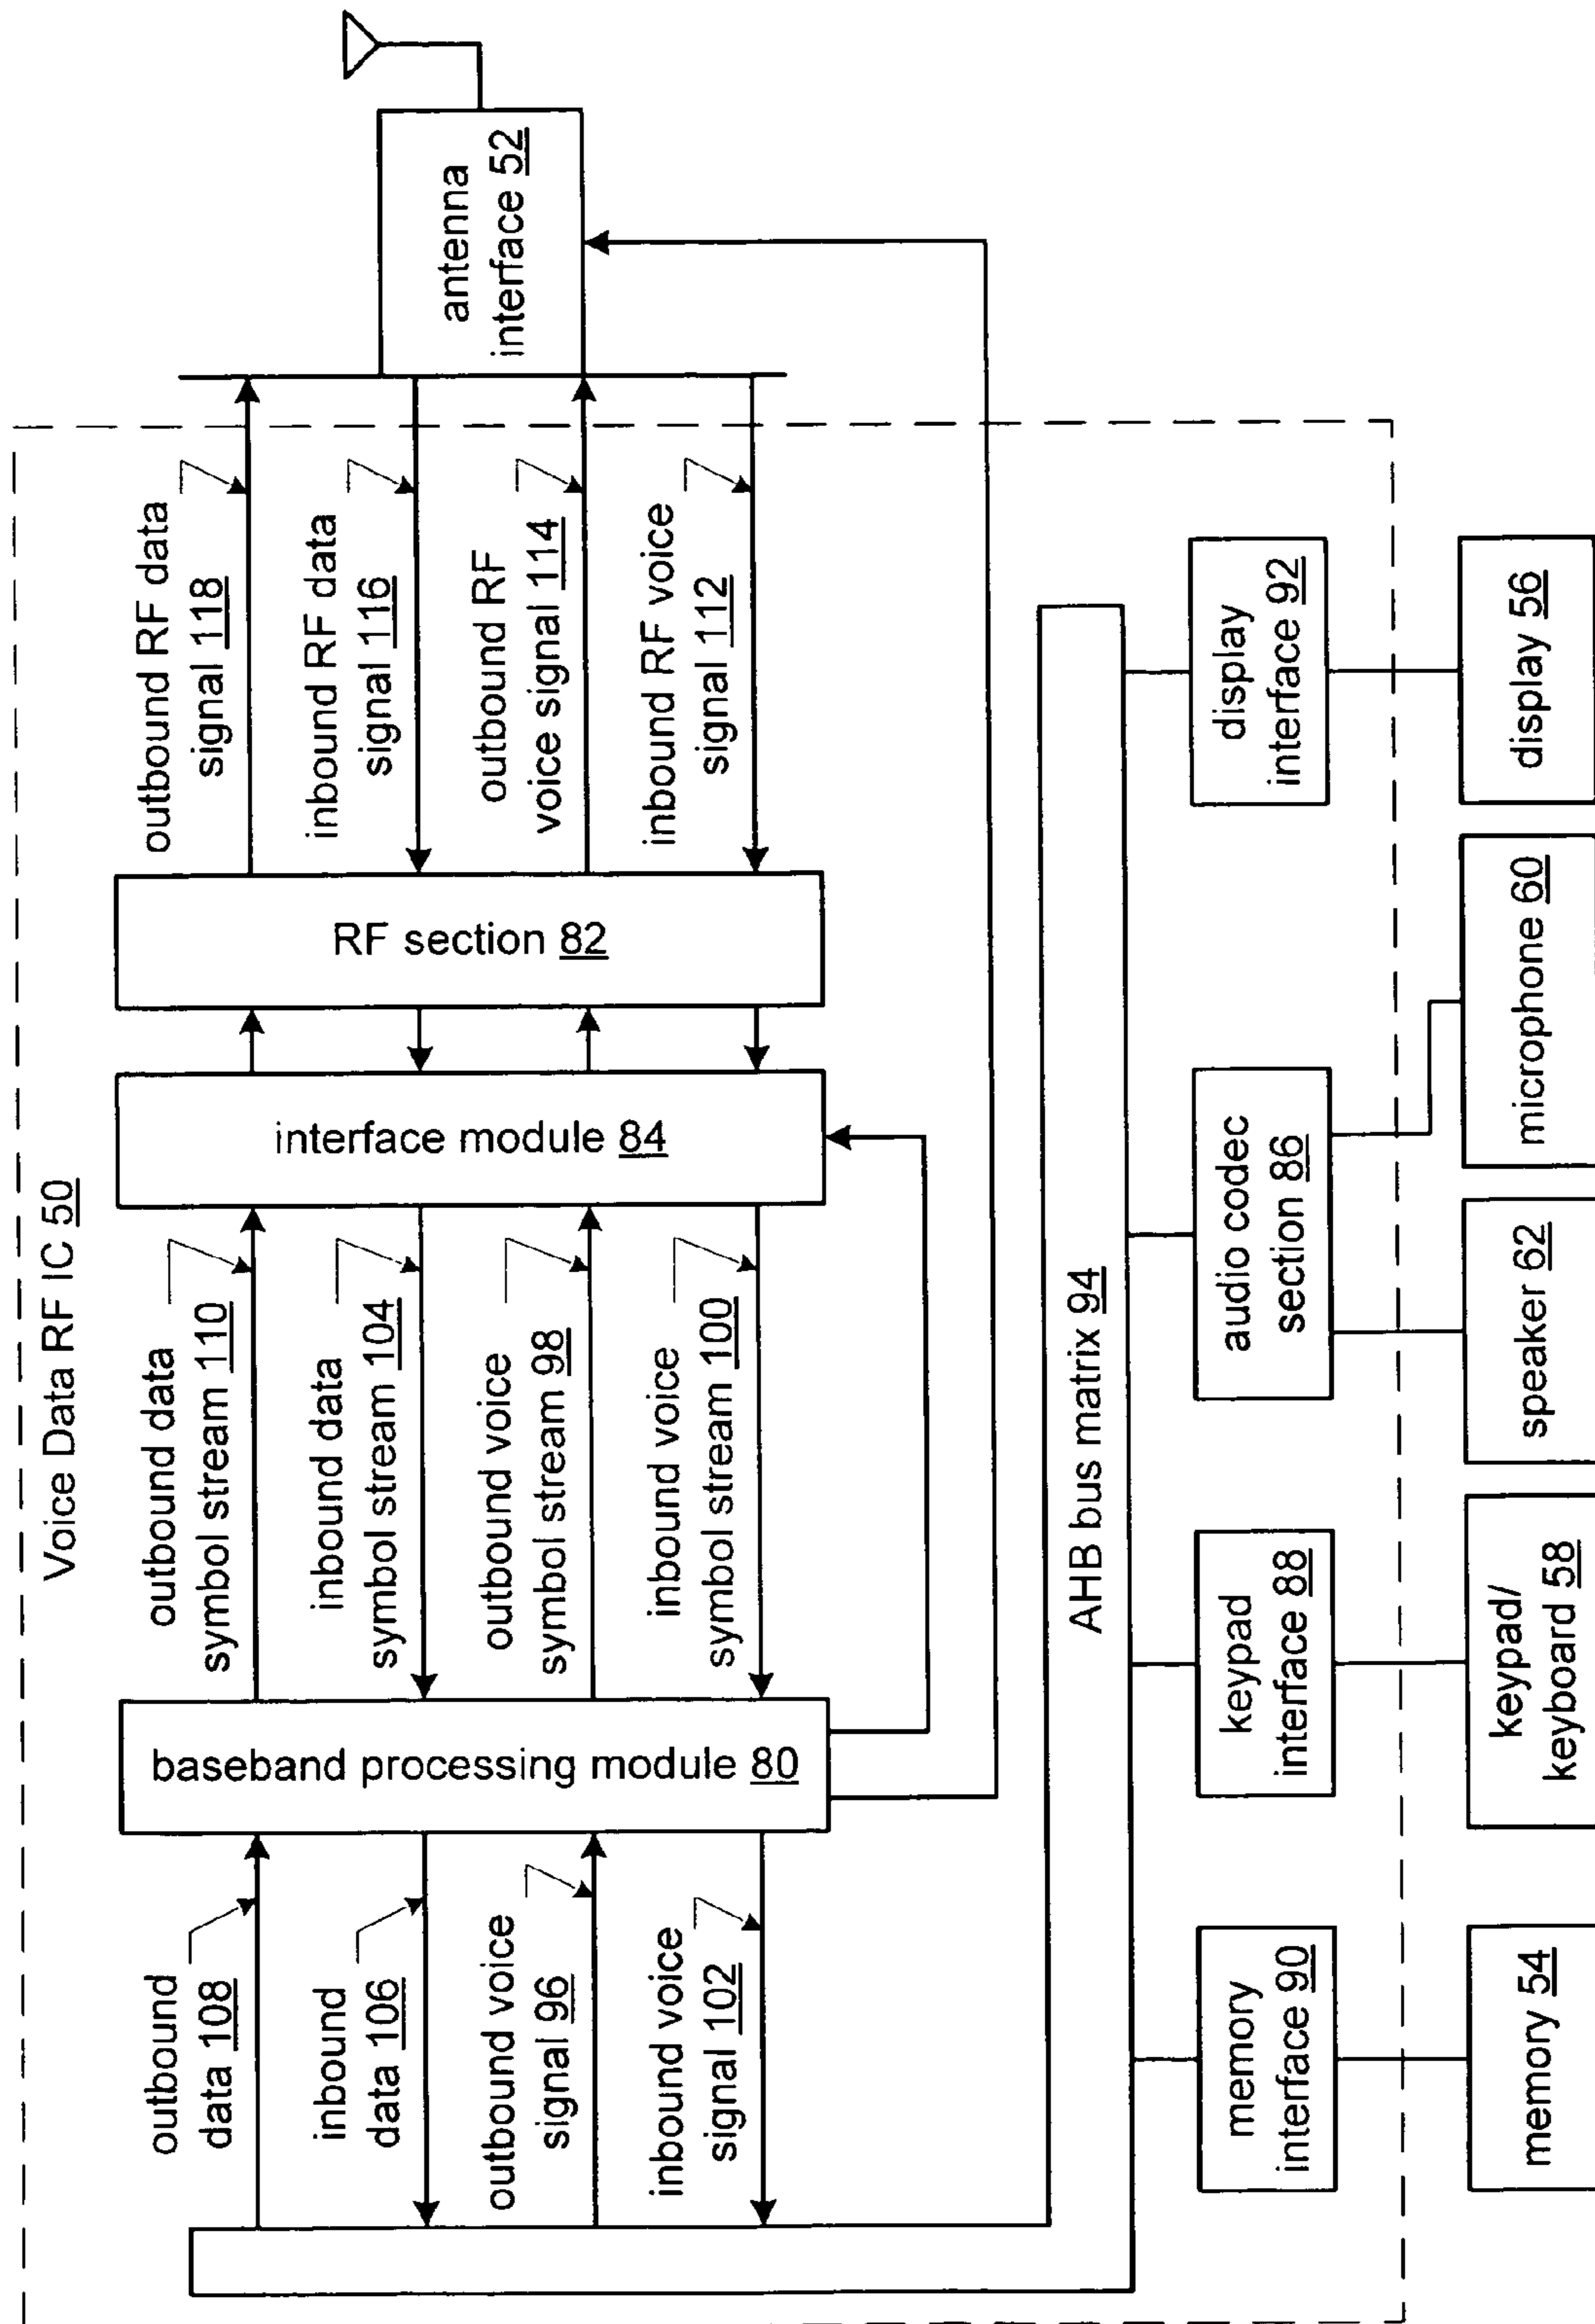 Voice Data RF IC 50
outbound
data 108
inbound
data 106
outbound voice
signal 96
inbound voice
signal 102
baseband processing module 80
outbound data
symbol stream 110
inbound data
symbol stream 104
outbound voice
symbol stream 98
inbound voice
symbol stream 100
interface module 84
RF section 82
outbound RF data
signal 118
inbound RF data
signal 116
outbound RF
voice signal 114
inbound RF voice
signal 112
antenna
interface 52
AHB bus matrix 94
memory
interface 90
keypad
interface 88
audio codec
section 86
display
interface 92
memory 54
keypad/
keyboard 58
speaker 62
microphone 60
display 56